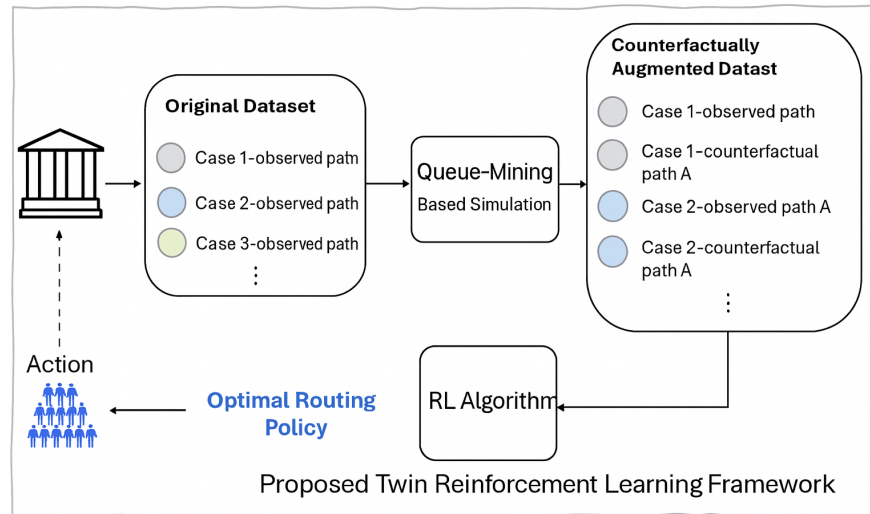 Original Dataset
Case 1-observed path
Case 2-observed path
Case 3-observed path
Queue-Mining
Based Simulation
Counterfactually
Augmented Datast
Case 1-observed path
Case 1-counterfactual
path A
Case 2-observed path A
Case 2-counterfactual
path A
Action
Optimal Routing
Policy
RL Algorithm
Proposed Twin Reinforcement Learning Framework